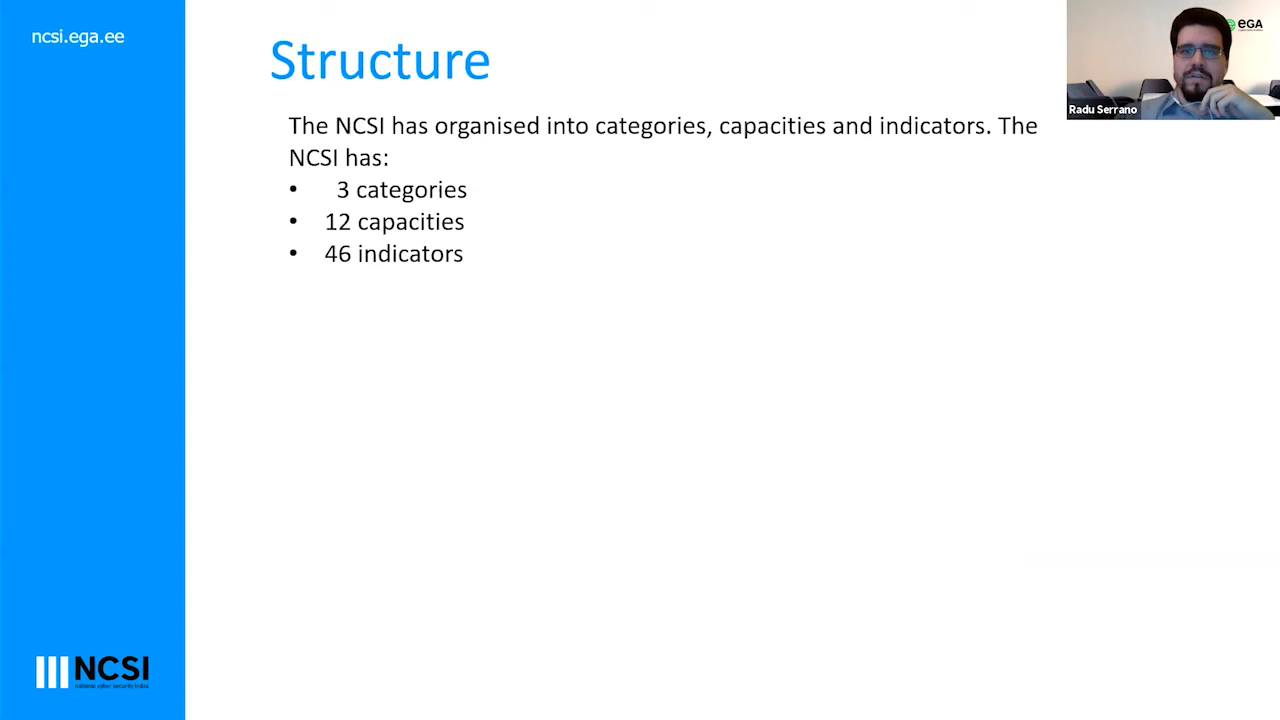 ncsi.ega.ee
Structure
eGA
Radu Serrano
The NCSI has organised into categories, capacities and indicators. The
NCSI has:
• 3 categories
• 12 capacities
• 46 indicators
NCSI
national cyber security index